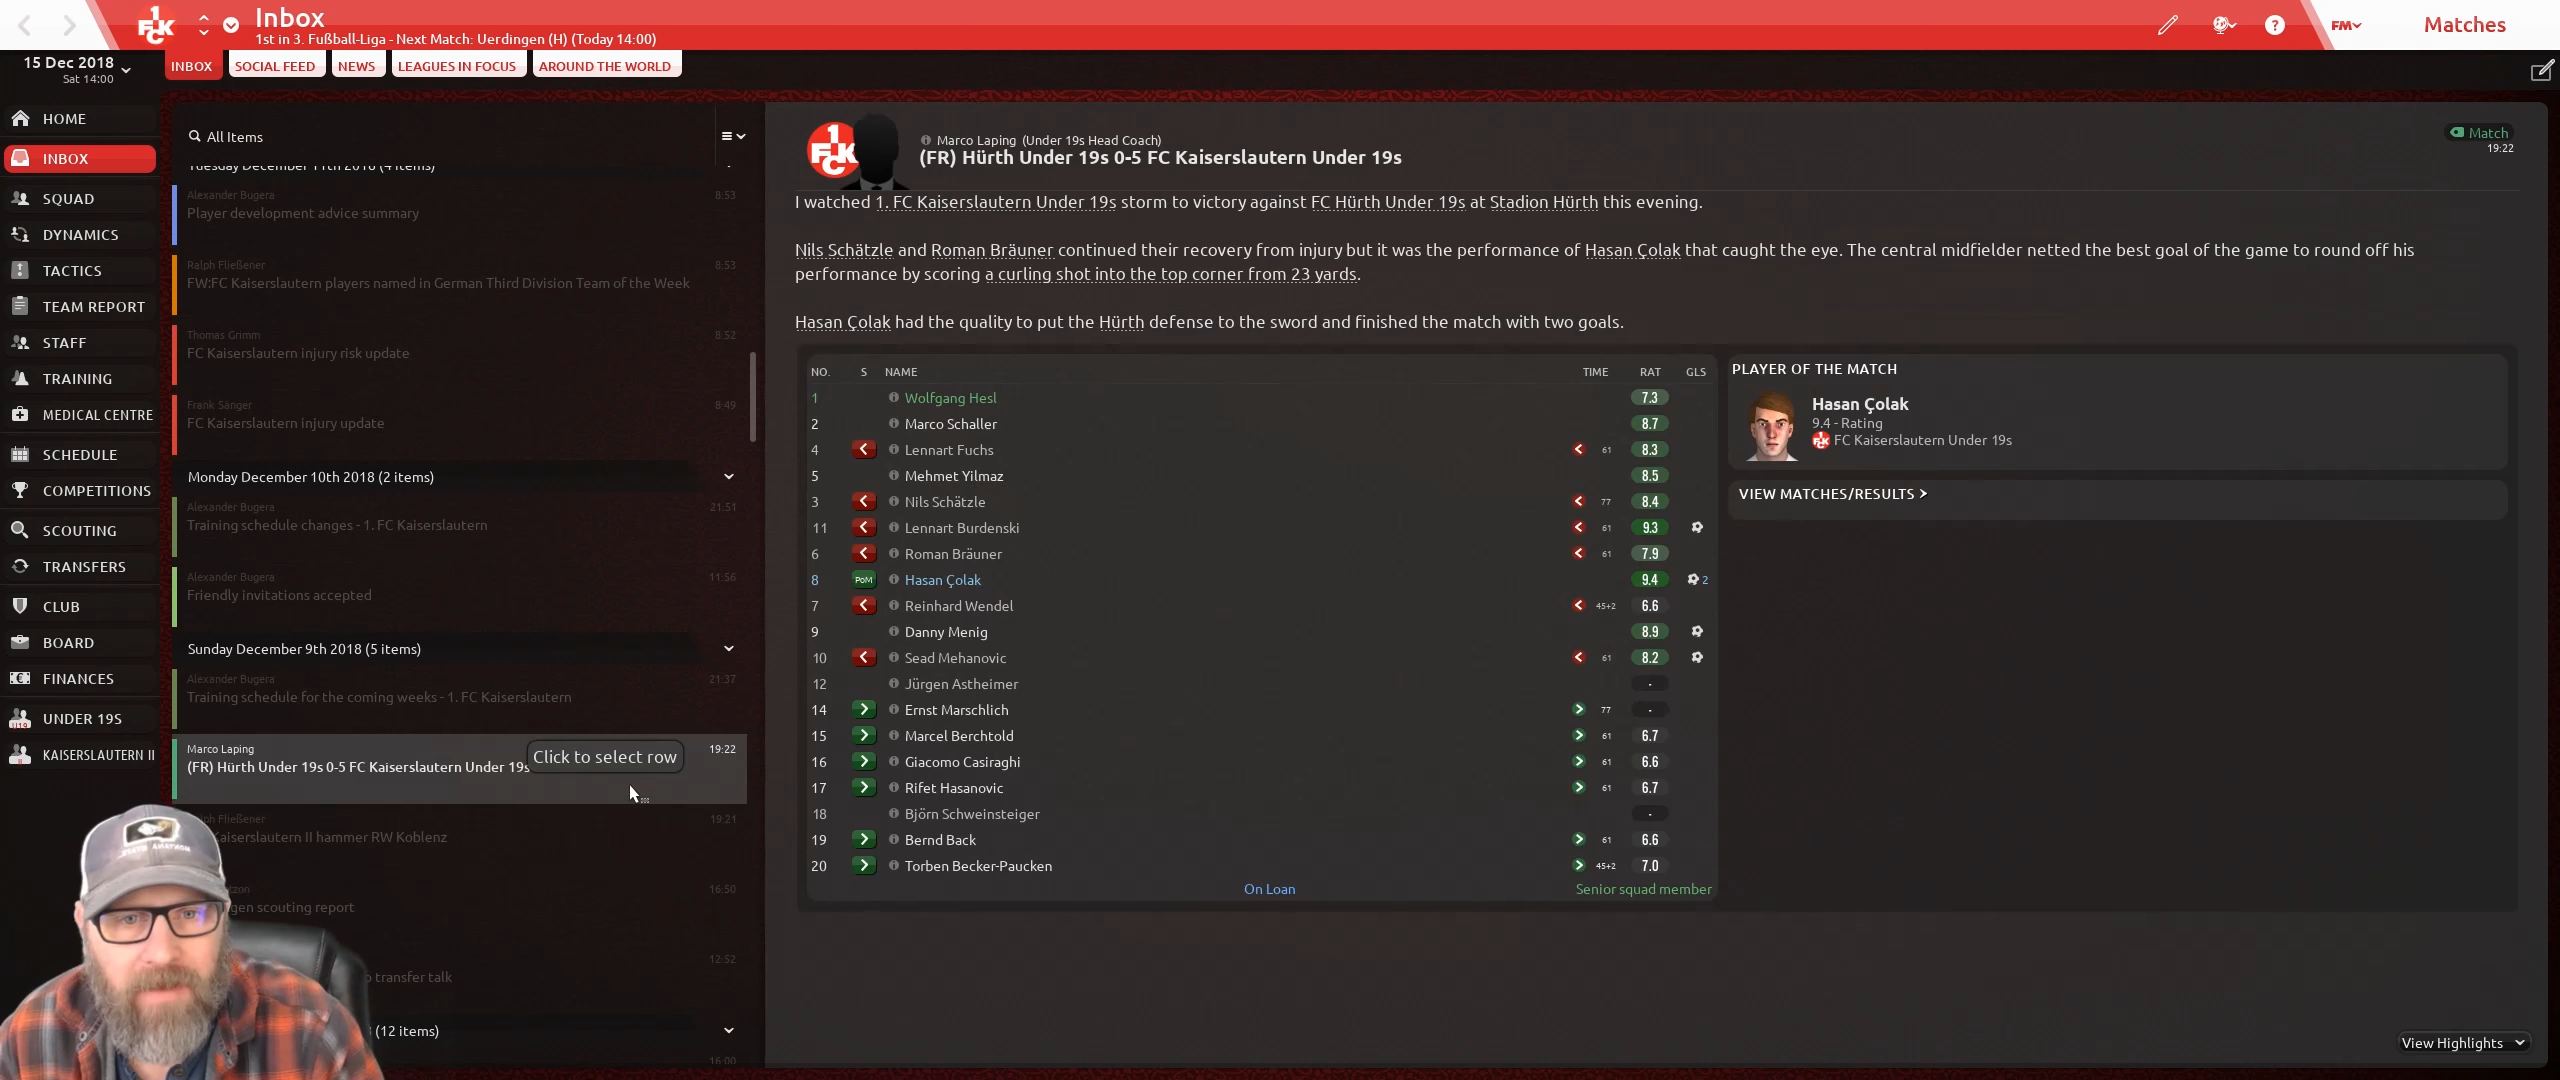 Inbox
1st in 3. Fußball-Liga - Next Match: Uerdingen (H) (Today 14:00)
FM
Matches
15 Dec 2018
Sat 14:00
INBOX
SOCIAL FEED
NEWS
LEAGUES IN FOCUS
AROUND THE WORLD
HOME
INBOX
SQUAD
DYNAMICS
TACTICS
TEAM REPORT
STAFF
TRAINING
MEDICAL CENTRE
SCHEDULE
COMPETITIONS
SCOUTING
TRANSFERS
CLUB
BOARD
FINANCES
UNDER 19S
KAISERSLAUTERN II
All Items
Tuesday December 11th 2018 (4 items)
Alexander Bugera 8:53
Player development advice summary
Ralph Fließener 8:53
FW:FC Kaiserslautern players named in German Third Division Team of the Week
Thomas Grimm 8:52
FC Kaiserslautern injury risk update
Frank Sänger 8:49
FC Kaiserslautern injury update
Monday December 10th 2018 (2 items)
Alexander Bugera 21:51
Training schedule changes - 1. FC Kaiserslautern
Alexander Bugera 11:56
Friendly invitations accepted
Sunday December 9th 2018 (5 items)
Alexander Bugera 21:37
Training schedule for the coming weeks - 1. FC Kaiserslautern
Marco Laping 19:22
(FR) Hürth Under 19s 0-5 FC Kaiserslautern Under 19s
Click to select row
Fließener 19:21
Kaiserslautern II hammer RW Koblenz
16:50
scouting report
12:52
transfer talk
(12 items)
16:00
Marco Laping (Under 19s Head Coach)
(FR) Hürth Under 19s 0-5 FC Kaiserslautern Under 19s
Match
19:22
I watched 1. FC Kaiserslautern Under 19s storm to victory against FC Hürth Under 19s at Stadion Hürth this evening.
Nils Schätzle and Roman Bräuner continued their recovery from injury but it was the performance of Hasan Çolak that caught the eye. The central midfielder netted the best goal of the game to round off his
performance by scoring a curling shot into the top corner from 23 yards.
Hasan Çolak had the quality to put the Hürth defense to the sword and finished the match with two goals.
NO. S NAME TIME RAT GLS
1 Wolfgang Hesl 7.3
2 Marco Schaller 8.7
4 Lennart Fuchs 61 8.3
5 Mehmet Yilmaz 8.5
3 Nils Schätzle 77 8.4
11 Lennart Burdenski 61 9.3
6 Roman Bräuner 61 7.9
8 PoM Hasan Çolak 9.4 2
7 Reinhard Wendel 45+2 6.6
9 Danny Menig 8.9
10 Sead Mehanovic 61 8.2
12 Jürgen Astheimer -
14 Ernst Marschlich 77 -
15 Marcel Berchtold 61 6.7
16 Giacomo Casiraghi 61 6.6
17 Rifet Hasanovic 61 6.7
18 Björn Schweinsteiger -
19 Bernd Back 61 6.6
20 Torben Becker-Paucken 45+2 7.0
On Loan Senior squad member
PLAYER OF THE MATCH
Hasan Çolak
9.4 - Rating
FC Kaiserslautern Under 19s
VIEW MATCHES/RESULTS >
View Highlights